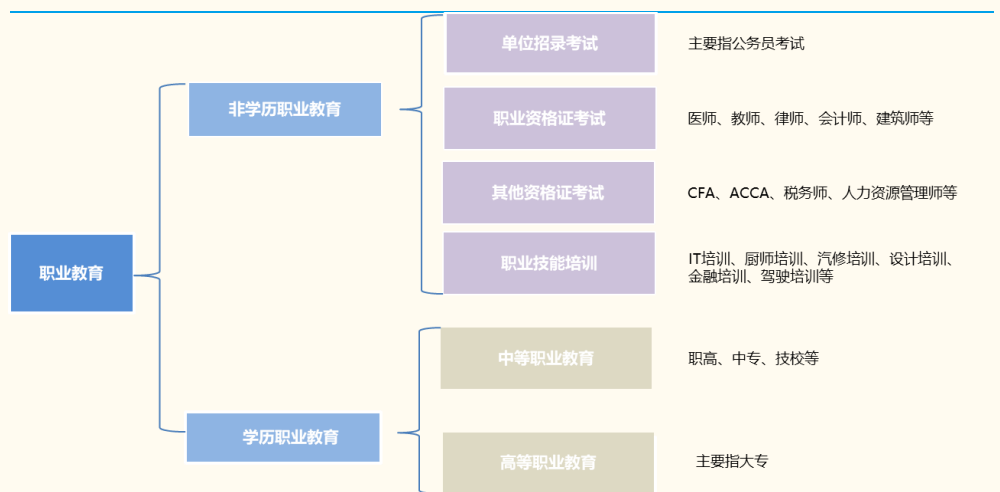 单位招录考试
主要指公务员考试
非学历职业教育
职业资格证考试
医师、教师、律师、会计师、建筑师等
其他资格证考试
CFA、ACCA、税务师、人力资源管理师等
职业教育
职业技能培训
IT培训、厨师培训、汽修培训、设计培训、
金融培训、驾驶培训等
中等职业教育
职高、中专、技校等
学历职业教育
高等职业教育
主要指大专